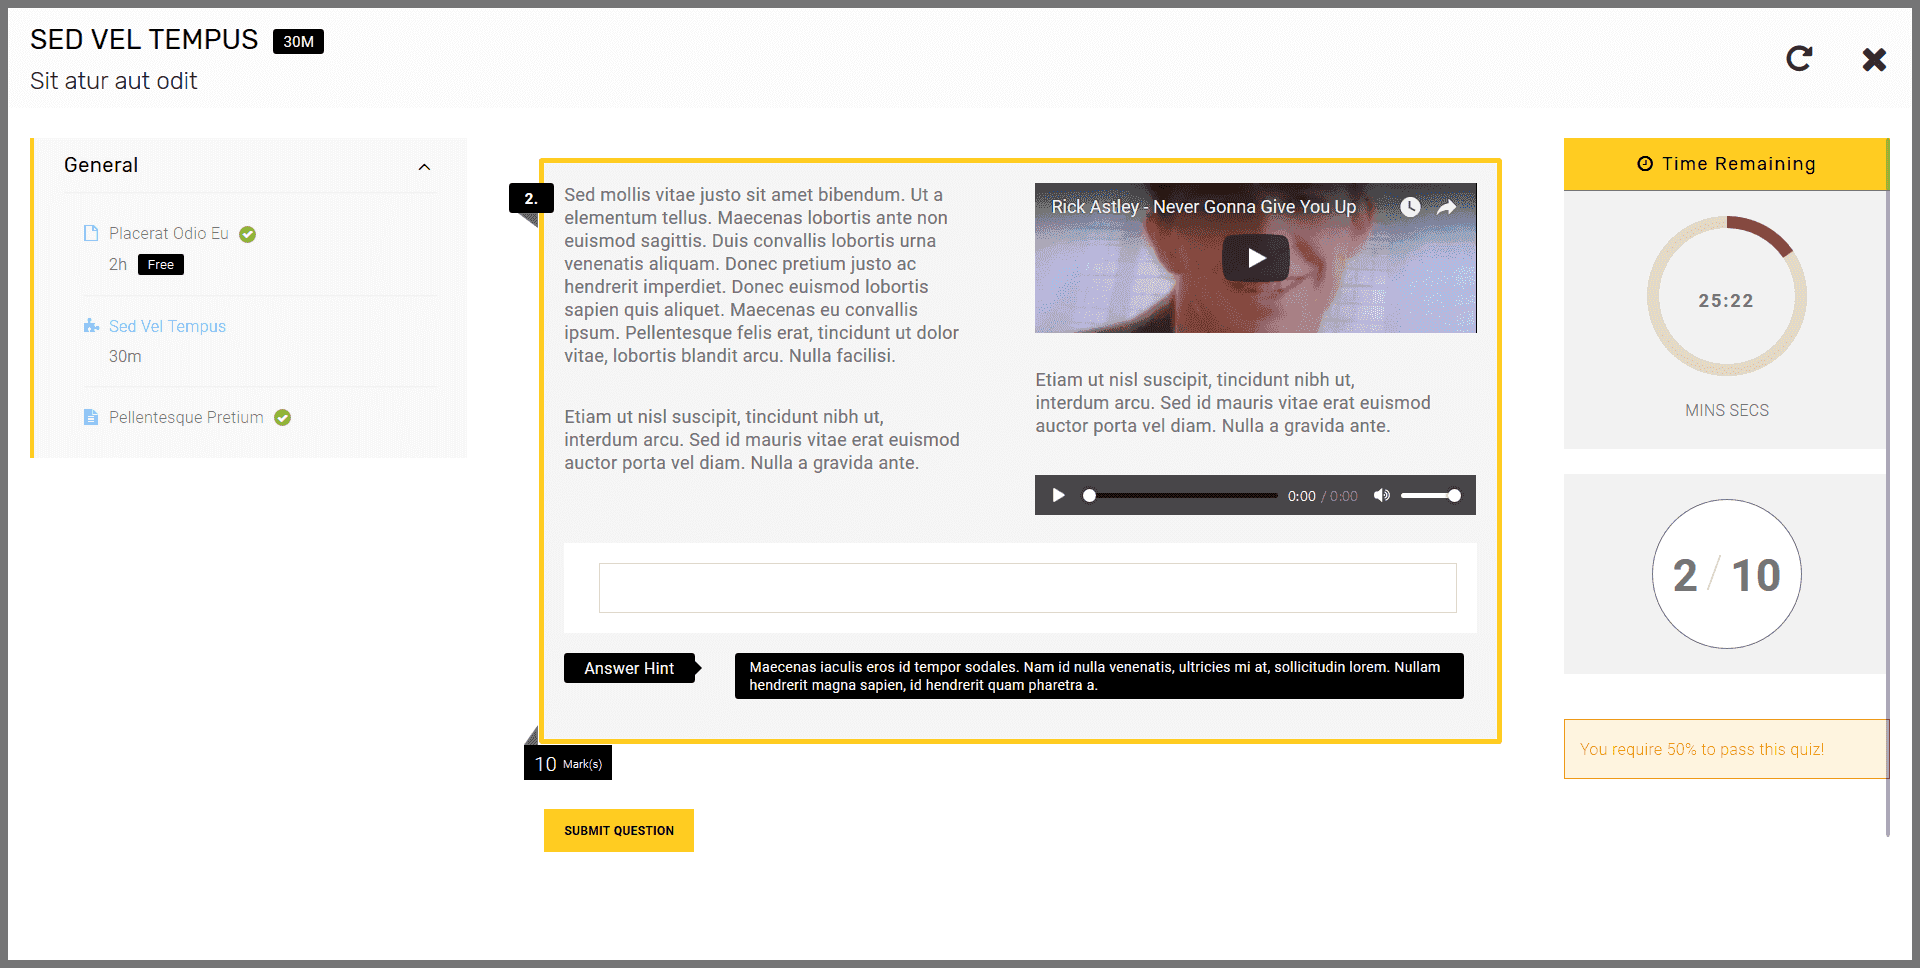 SED VEL TEMPUS 30M
Sit atur aut odit
General
Placerat Odio Eu
2h Free
Sed Vel Tempus
30m
Pellentesque Pretium
2.
Sed mollis vitae justo sit amet bibendum. Ut a
elementum tellus. Maecenas lobortis ante non
euismod sagittis. Duis convallis lobortis urna
venenatis aliquam. Donec pretium justo ac
hendrerit imperdiet. Donec euismod lobortis
sapien quis aliquet. Maecenas eu convallis
ipsum. Pellentesque felis erat, tincidunt ut dolor
vitae, lobortis blandit arcu. Nulla facilisi.
Etiam ut nisl suscipit, tincidunt nibh ut,
interdum arcu. Sed id mauris vitae erat euismod
auctor porta vel diam. Nulla a gravida ante.
Rick Astley - Never Gonna Give You Up
Etiam ut nisl suscipit, tincidunt nibh ut,
interdum arcu. Sed id mauris vitae erat euismod
auctor porta vel diam. Nulla a gravida ante.
0:00 / 0:00
Answer Hint
Maecenas iaculis eros id tempor sodales. Nam id nulla venenatis, ultricies mi at, sollicitudin lorem. Nullam
hendrerit magna sapien, id hendrerit quam pharetra a.
10 Mark(s)
SUBMIT QUESTION
Time Remaining
25:22
MINS SECS
2 / 10
You require 50% to pass this quiz!